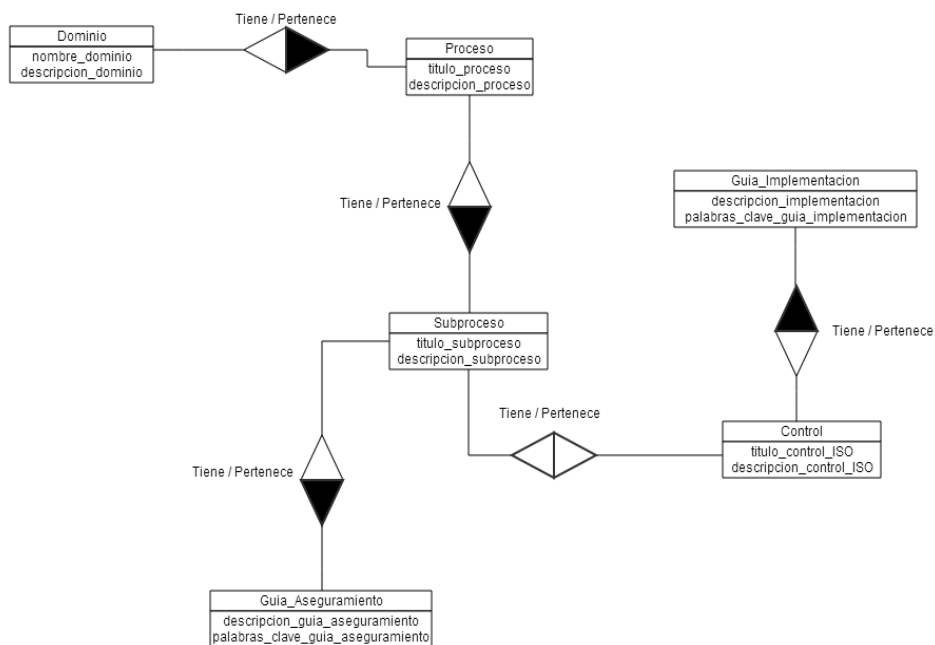 Tiene / Pertenece
Dominio
nombre_dominio
descripcion_dominio
Proceso
titulo_proceso
descripcion_proceso
Tiene / Pertenece
Guia_Implementacion
descripcion_implementacion
palabras_clave_guia_implementacion
Tiene / Pertenece
Subproceso
titulo_subproceso
descripcion_subproceso
Tiene / Pertenece
Control
titulo_control_ISO
descripcion_control_ISO
Tiene / Pertenece
Guia_Aseguramiento
descripcion_guia_aseguramiento
palabras_clave_guia_aseguramiento